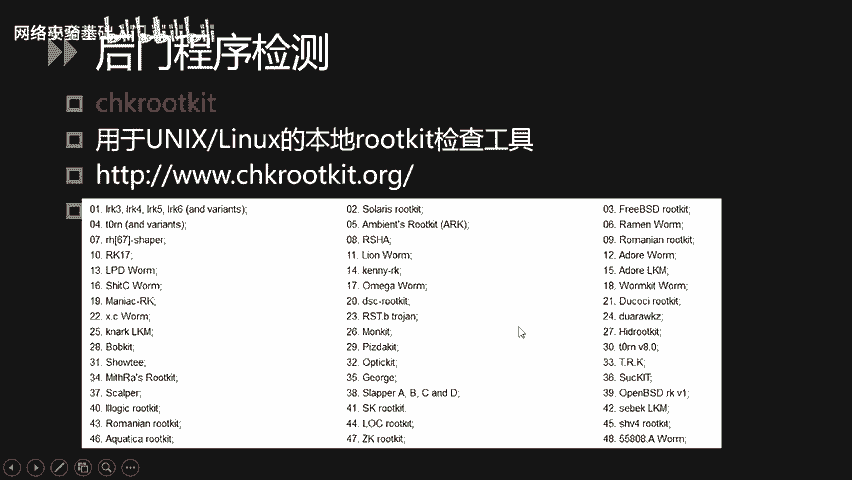 网络安全基础入门
后门程序检测
chkrootkit
用于UNIX/Linux的本地rootkit检查工具
http://www.chkrootkit.org/
01. lrk3, lrk4, lrk5, lrk6 (and variants); 02. Solaris rootkit; 03. FreeBSD rootkit;
04. t0rn (and variants); 05. Ambient's Rootkit (ARK); 06. Ramen Worm;
07. rh[67]-shaper; 08. RSHA; 09. Romanian rootkit;
10. RK17; 11. Lion Worm; 12. Adore Worm;
13. LPD Worm; 14. kenny-rk; 15. Adore LKM;
16. ShitC Worm; 17. Omega Worm; 18. Wormkit Worm;
19. Maniac-RK; 20. dsc-rootkit; 21. Ducoci rootkit;
22. x.c Worm; 23. RST.b trojan; 24. duarawkz;
25. knark LKM; 26. Monkit; 27. Hidrootkit;
28. Bobkit; 29. Pizdakit; 30. t0rn v8.0;
31. Showtee; 32. Optickit; 33. T.R.K;
34. MithRa's Rootkit; 35. George; 36. SucKIT;
37. Scalper; 38. Slapper A, B, C and D; 39. OpenBSD rk v1;
40. Illogic rootkit; 41. SK rootkit. 42. sebek LKM;
43. Romanian rootkit; 44. LOC rootkit; 45. shv4 rootkit;
46. Aquatica rootkit; 47. ZK rootkit; 48. 55808.A Worm;